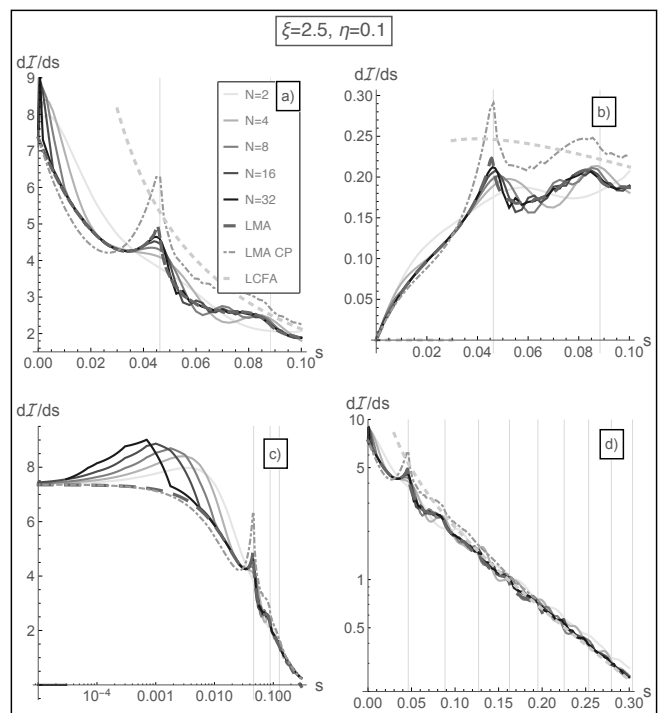 ξ=2.5, η=0.1
dI/ds
a)
9
8
7
6
5
4
3
2
0.00 0.02 0.04 0.06 0.08 0.10 s
N=2
N=4
N=8
N=16
N=32
LMA
LMA CP
LCFA
dI/ds
b)
0.30
0.25
0.20
0.15
0.10
0.05
0.02 0.04 0.06 0.08 0.10 s
dI/ds
c)
8
6
4
2
10⁻⁴ 0.001 0.010 0.100 s
dI/ds
d)
10
5
1
0.5
0.00 0.05 0.10 0.15 0.20 0.25 0.30 s